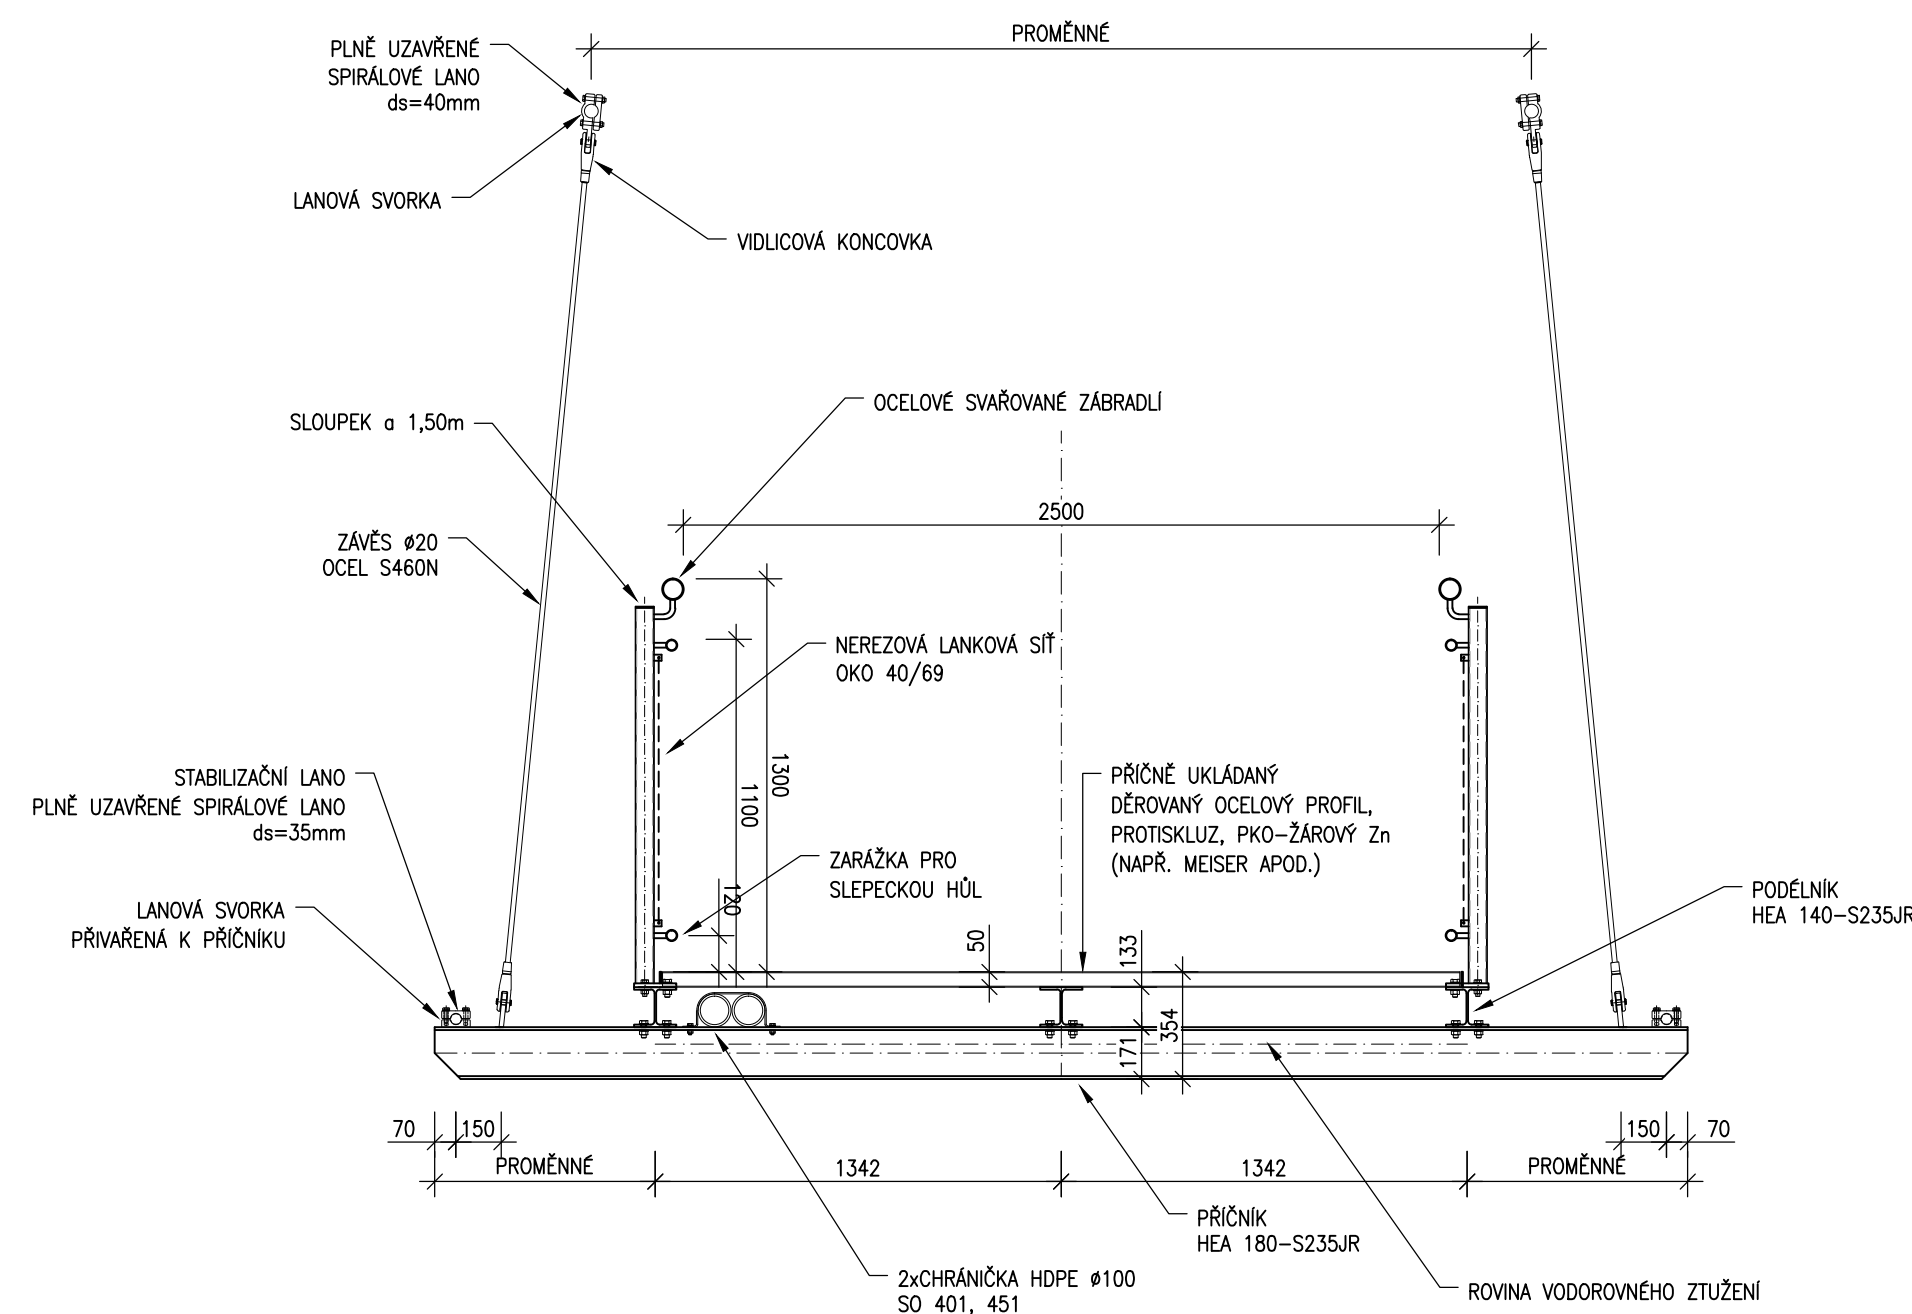 PROMĚNNÉ
PLNĚ UZAVŘENÉ
SPIRÁLOVÉ LANO
ds=40mm
LANOVÁ SVORKA
VIDLICOVÁ KONCOVKA
OCELOVÉ SVAŘOVANÉ ZÁBRADLÍ
SLOUPEK a 1,50m
2500
ZÁVĚS ø20
OCEL S460N
NEREZOVÁ LANKOVÁ SÍŤ
OKO 40/69
1300
1100
120
STABILIZAČNÍ LANO
PLNĚ UZAVŘENÉ SPIRÁLOVÉ LANO
ds=35mm
PŘÍČNĚ UKLÁDANÝ
DĚROVANÝ OCELOVÝ PROFIL,
PROTISKLUZ, PKO-ŽÁROVÝ Zn
(NAPŘ. MEISER APOD.)
ZARÁŽKA PRO
SLEPECKOU HŮL
PODÉLNÍK
HEA 140-S235JR
LANOVÁ SVORKA
PŘIVAŘENÁ K PŘÍČNÍKU
50
133
354
171
70
150
150
70
PROMĚNNÉ
1342
1342
PROMĚNNÉ
PŘÍČNÍK
HEA 180-S235JR
2xCHRÁNIČKA HDPE ø100
SO 401, 451
ROVINA VODOROVNÉHO ZTUŽENÍ